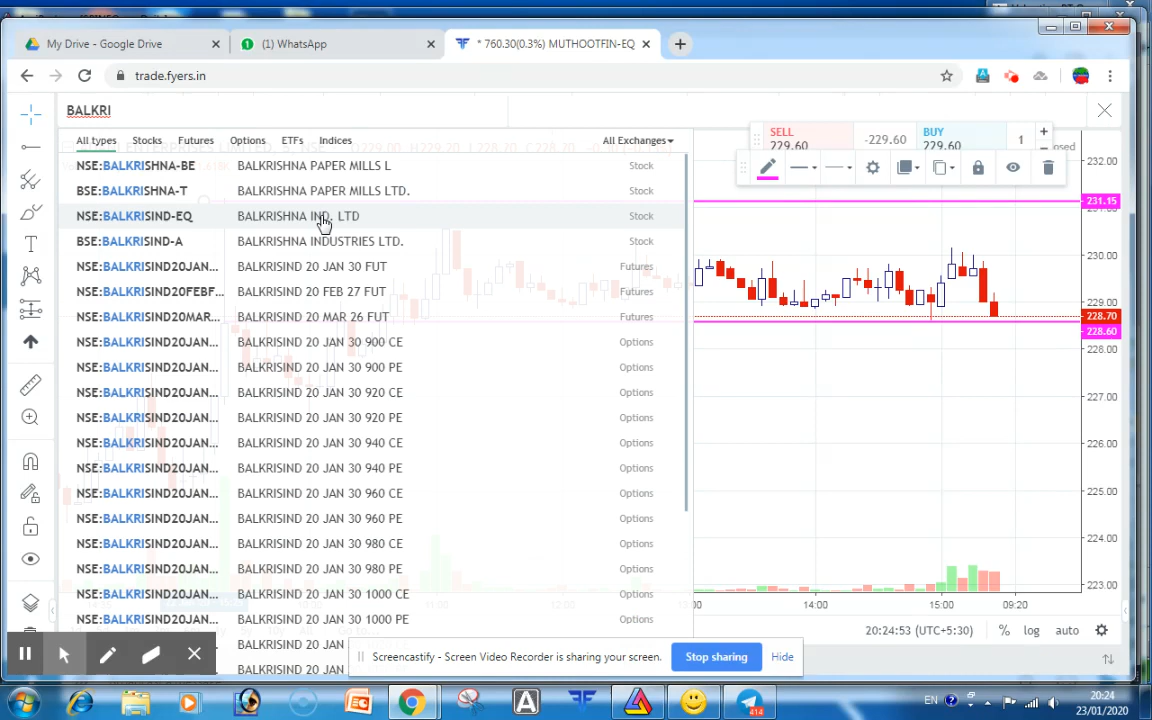 My Drive - Google Drive
(1) WhatsApp
* 760.30(0.3%) MUTHOOTFIN-EQ
trade.fyers.in
BALKRI
All types Stocks Futures Options ETFs Indices All Exchanges
SELL 229.60
-229.60
BUY 229.60
1
NSE:BALKRISHNA-BE BALKRISHNA PAPER MILLS L Stock
BSE:BALKRISHNA-T BALKRISHNA PAPER MILLS LTD. Stock
NSE:BALKRISIND-EQ BALKRISHNA IND. LTD Stock
BSE:BALKRISIND-A BALKRISHNA INDUSTRIES LTD. Stock
NSE:BALKRISIND20JAN... BALKRISIND 20 JAN 30 FUT Futures
NSE:BALKRISIND20FEBF... BALKRISIND 20 FEB 27 FUT Futures
NSE:BALKRISIND20MAR... BALKRISIND 20 MAR 26 FUT Futures
NSE:BALKRISIND20JAN... BALKRISIND 20 JAN 30 900 CE Options
NSE:BALKRISIND20JAN... BALKRISIND 20 JAN 30 900 PE Options
NSE:BALKRISIND20JAN... BALKRISIND 20 JAN 30 920 CE Options
NSE:BALKRISIND20JAN... BALKRISIND 20 JAN 30 920 PE Options
NSE:BALKRISIND20JAN... BALKRISIND 20 JAN 30 940 CE Options
NSE:BALKRISIND20JAN... BALKRISIND 20 JAN 30 940 PE Options
NSE:BALKRISIND20JAN... BALKRISIND 20 JAN 30 960 CE Options
NSE:BALKRISIND20JAN... BALKRISIND 20 JAN 30 960 PE Options
NSE:BALKRISIND20JAN... BALKRISIND 20 JAN 30 980 CE Options
NSE:BALKRISIND20JAN... BALKRISIND 20 JAN 30 980 PE Options
NSE:BALKRISIND20JAN... BALKRISIND 20 JAN 30 1000 CE Options
NSE:BALKRISIND20JAN... BALKRISIND 20 JAN 30 1000 PE Options
232.00
231.15
230.00
229.00
228.70
228.60
228.00
227.00
226.00
225.00
224.00
223.00
14:00 15:00 09:20
20:24:53 (UTC+5:30) % log auto
Screencastify - Screen Video Recorder is sharing your screen. Stop sharing Hide
414
EN
20:24
23/01/2020